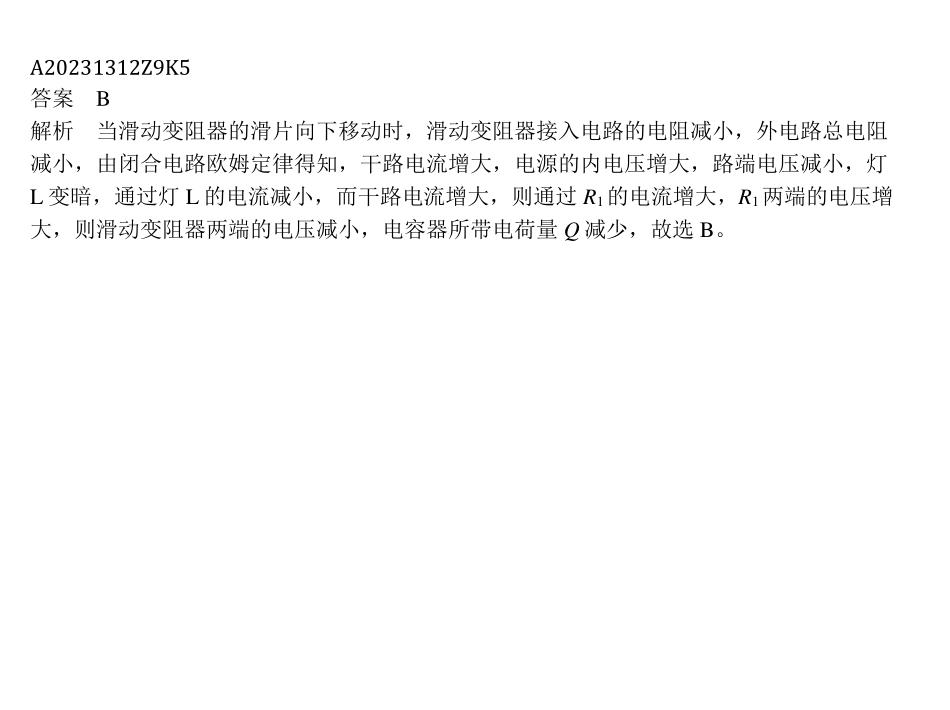 A20231312Z9K5
答案　B
解析　当滑动变阻器的滑片向下移动时，滑动变阻器接入电路的电阻减小，外电路总电阻
减小，由闭合电路欧姆定律得知，干路电流增大，电源的内电压增大，路端电压减小，灯
L 变暗，通过灯 L 的电流减小，而干路电流增大，则通过 R₁的电流增大，R₁两端的电压增
大，则滑动变阻器两端的电压减小，电容器所带电荷量 Q 减少，故选 B。